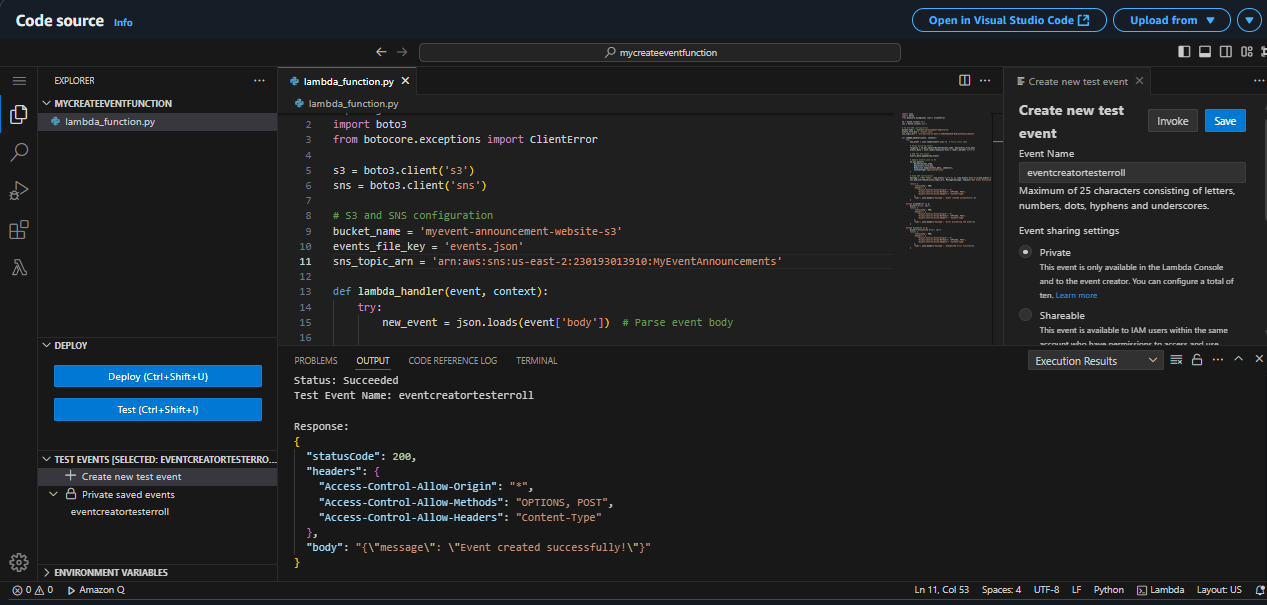 Code source Info
Open in Visual Studio Code
Upload from
mycreateeventfunction
EXPLORER
MYCREATEEVENTFUNCTION
lambda_function.py
DEPLOY
Deploy (Ctrl+Shift+U)
Test (Ctrl+Shift+I)
TEST EVENTS [SELECTED: EVENTCREATORTESTERRO...
Create new test event
Private saved events
eventcreatortesterroll
ENVIRONMENT VARIABLES
lambda_function.py
lambda_function.py
2 import boto3
3 from botocore.exceptions import ClientError
4
5 s3 = boto3.client('s3')
6 sns = boto3.client('sns')
7
8 # S3 and SNS configuration
9 bucket_name = 'myevent-announcement-website-s3'
10 events_file_key = 'events.json'
11 sns_topic_arn = 'arn:aws:sns:us-east-2:230193013910:MyEventAnnouncements'
12
13 def lambda_handler(event, context):
14 try:
15 new_event = json.loads(event['body']) # Parse event body
16
Create new test event
Create new test
event
Invoke
Save
Event Name
eventcreatortesterroll
Maximum of 25 characters consisting of letters,
numbers, dots, hyphens and underscores.
Event sharing settings
Private
This event is only available in the Lambda Console
and to the event creator. You can configure a total of
ten. Learn more
Shareable
This event is available to IAM users within the same
account who have permissions to access and use
PROBLEMS OUTPUT CODE REFERENCE LOG TERMINAL
Execution Results
Status: Succeeded
Test Event Name: eventcreatortesterroll
Response:
{
"statusCode": 200,
"headers": {
"Access-Control-Allow-Origin": "*",
"Access-Control-Allow-Methods": "OPTIONS, POST",
"Access-Control-Allow-Headers": "Content-Type"
},
"body": "{\"message\": \"Event created successfully!\"}"
}
0 0 Amazon Q
Ln 11, Col 53 Spaces: 4 UTF-8 LF Python Lambda Layout: US